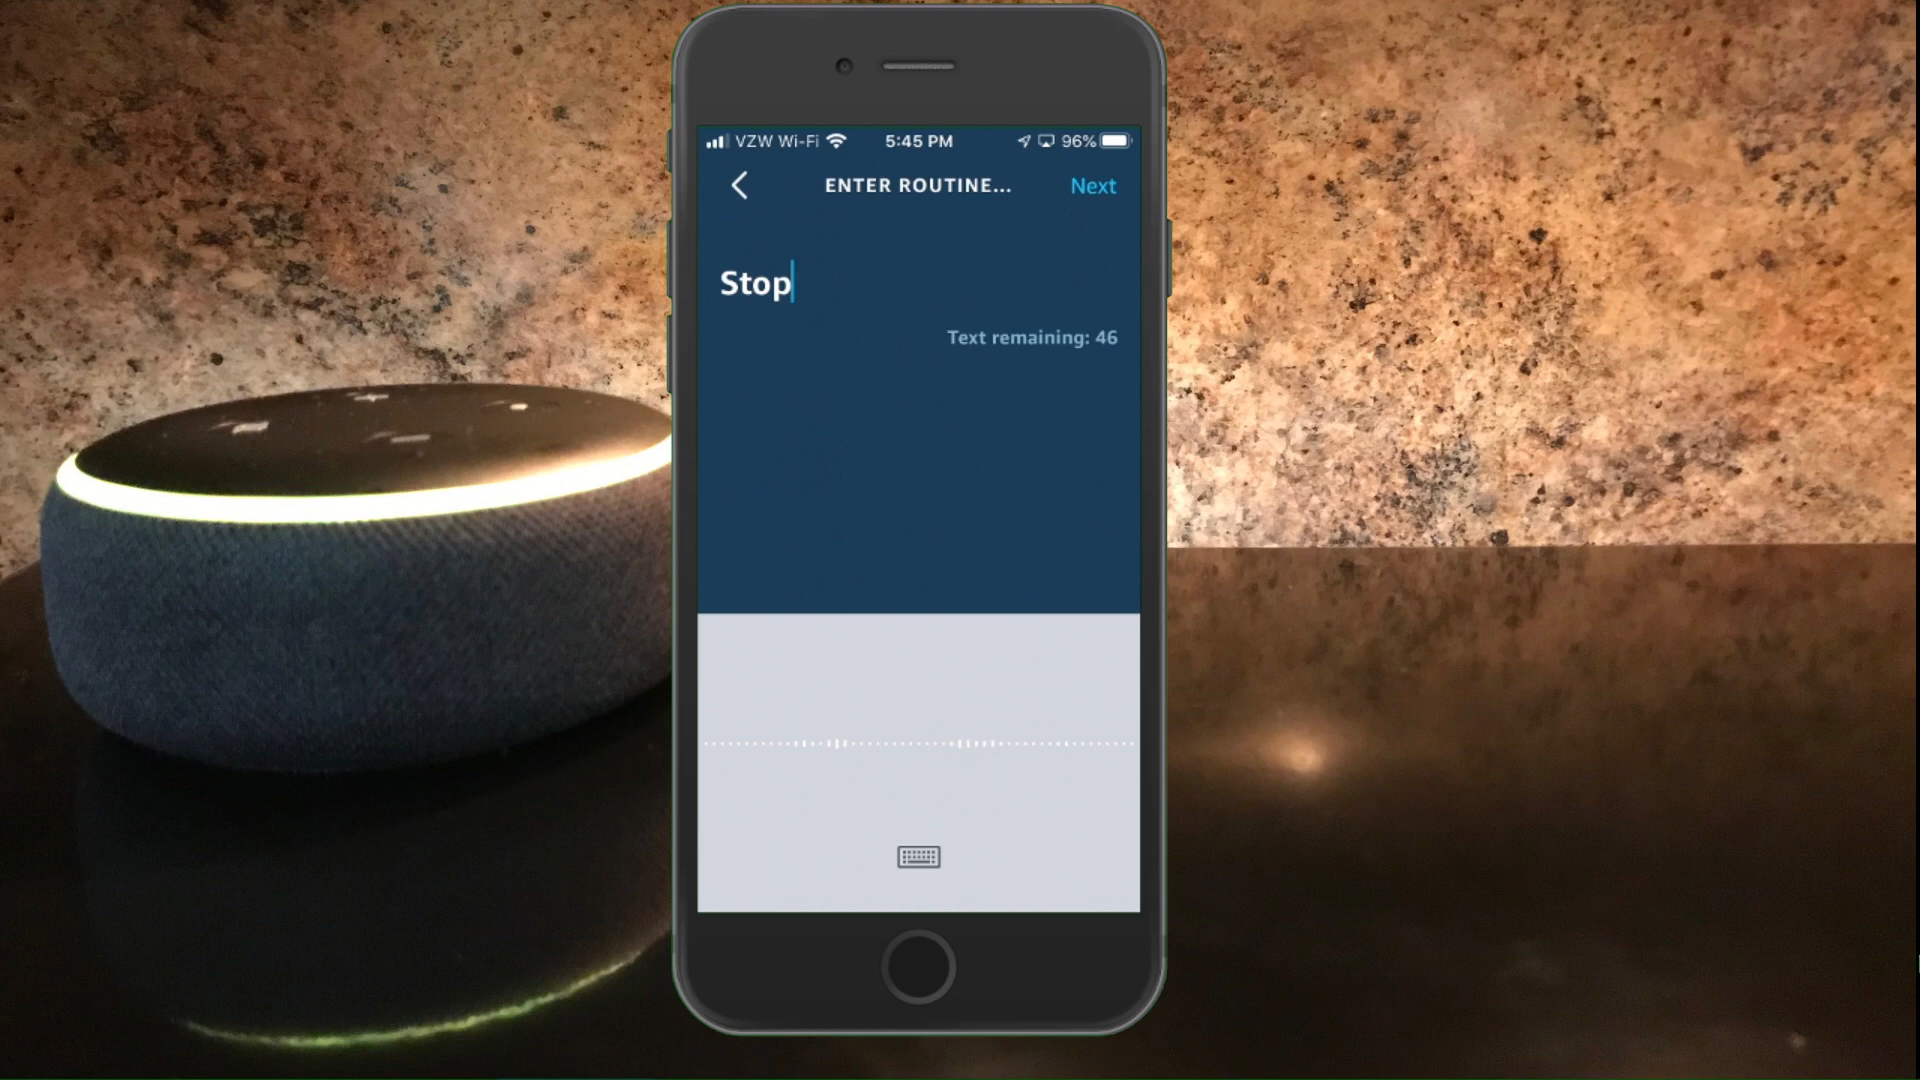 VZW Wi-Fi 5:45 PM 96%
ENTER ROUTINE... Next
Stop
Text remaining: 46